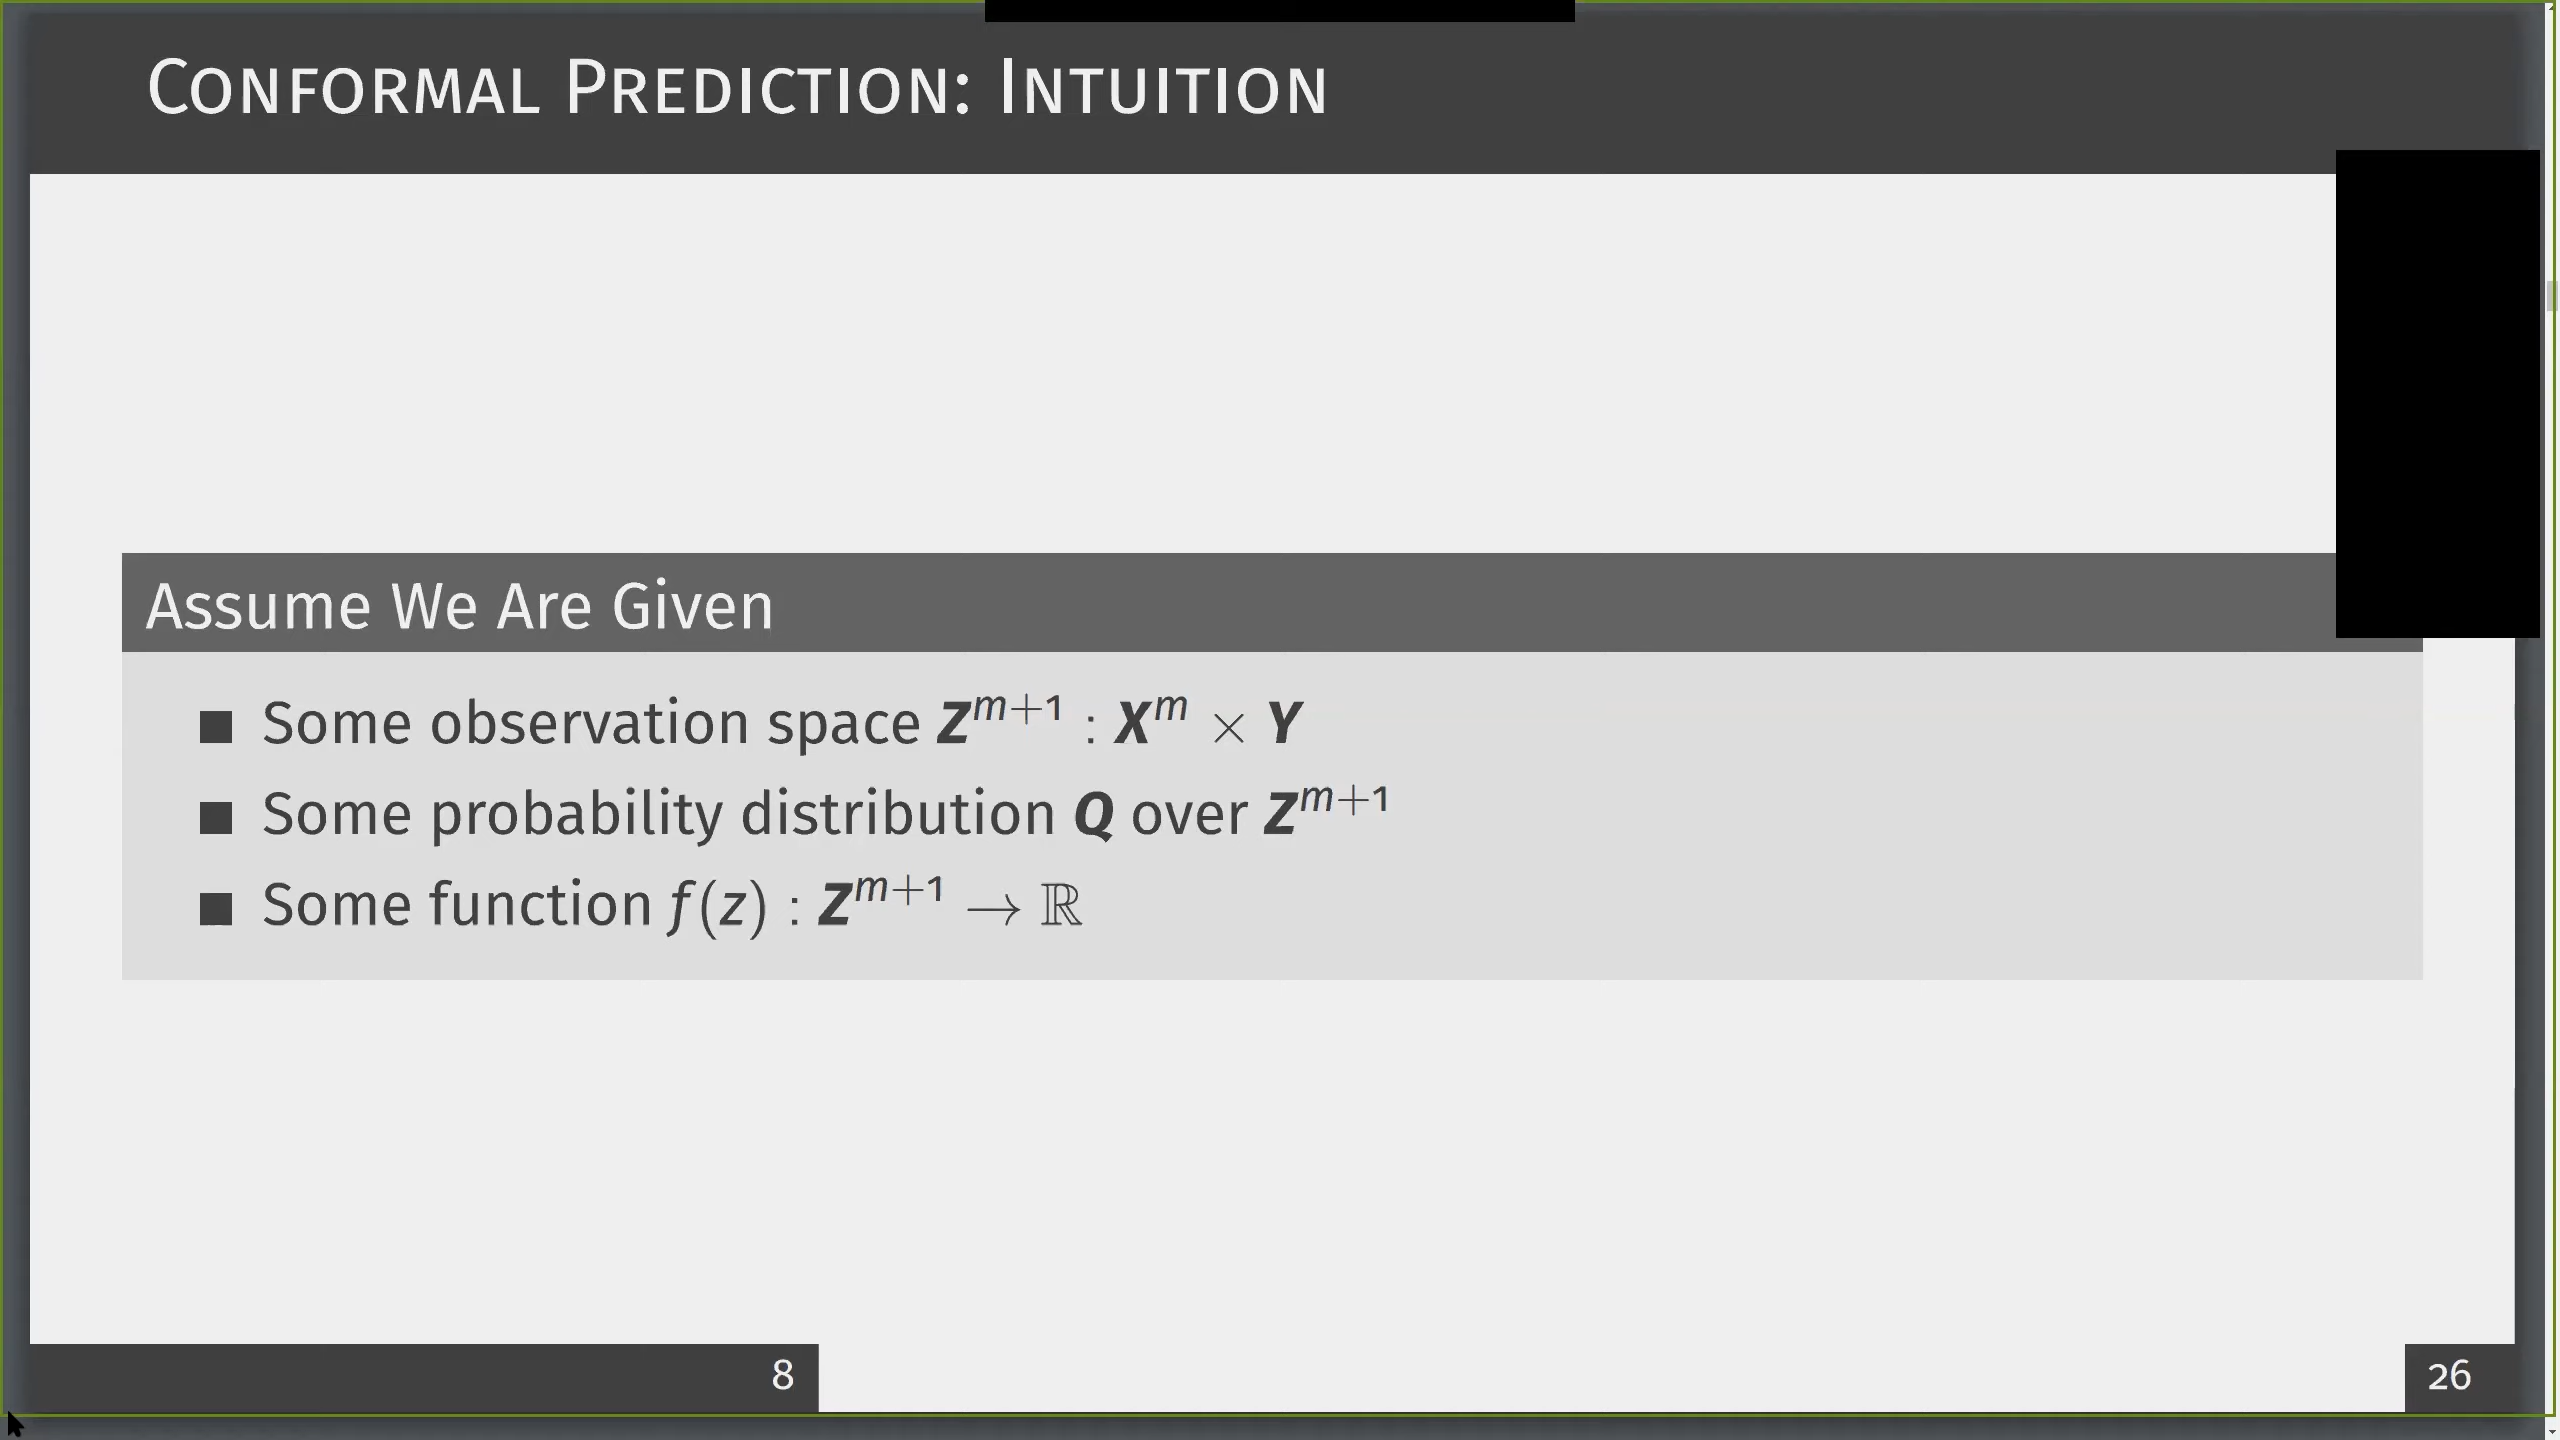 Conformal Prediction: Intuition
Assume We Are Given
■ Some observation space Z^{m+1} : X^m × Y
■ Some probability distribution Q over Z^{m+1}
■ Some function f(z) : Z^{m+1} → ℝ
8
26